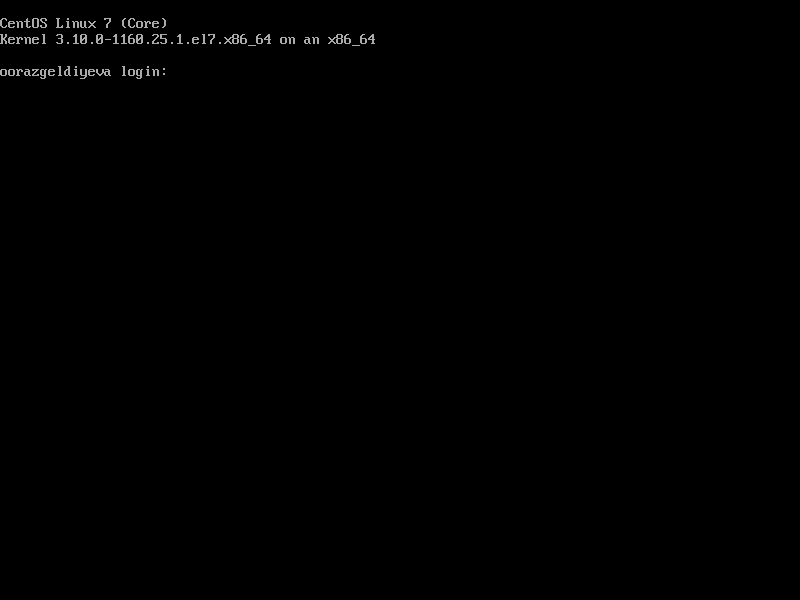 CentOS Linux 7 (Core)
Kernel 3.10.0-1160.25.1.el7.x86_64 on an x86_64
oorazgeldiyeva login: